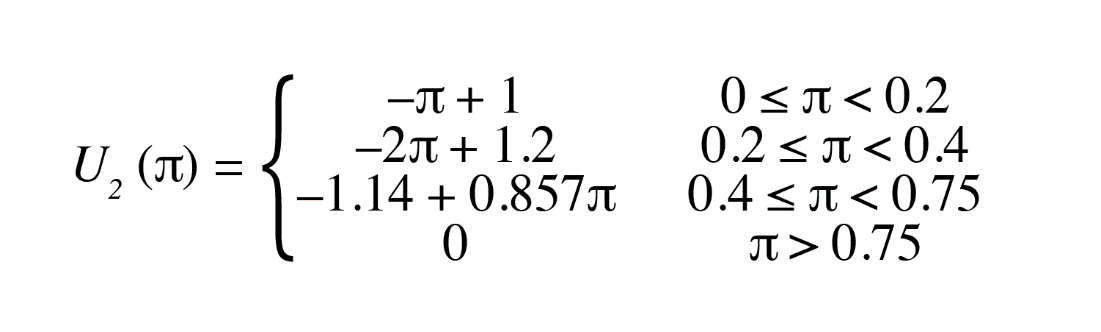 −π + 1 0 ≤ π < 0.2
−2π + 1.2 0.2 ≤ π < 0.4
U₂ (π) = {
−1.14 + 0.857π 0.4 ≤ π < 0.75
0 π > 0.75